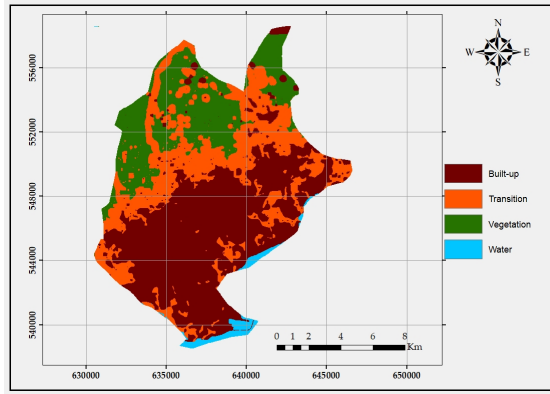 N
W E
S
556000
552000
548000
544000
540000
Built-up
Transition
Vegetation
Water
0 1 2 4 6 8
Km
630000 635000 640000 645000 650000